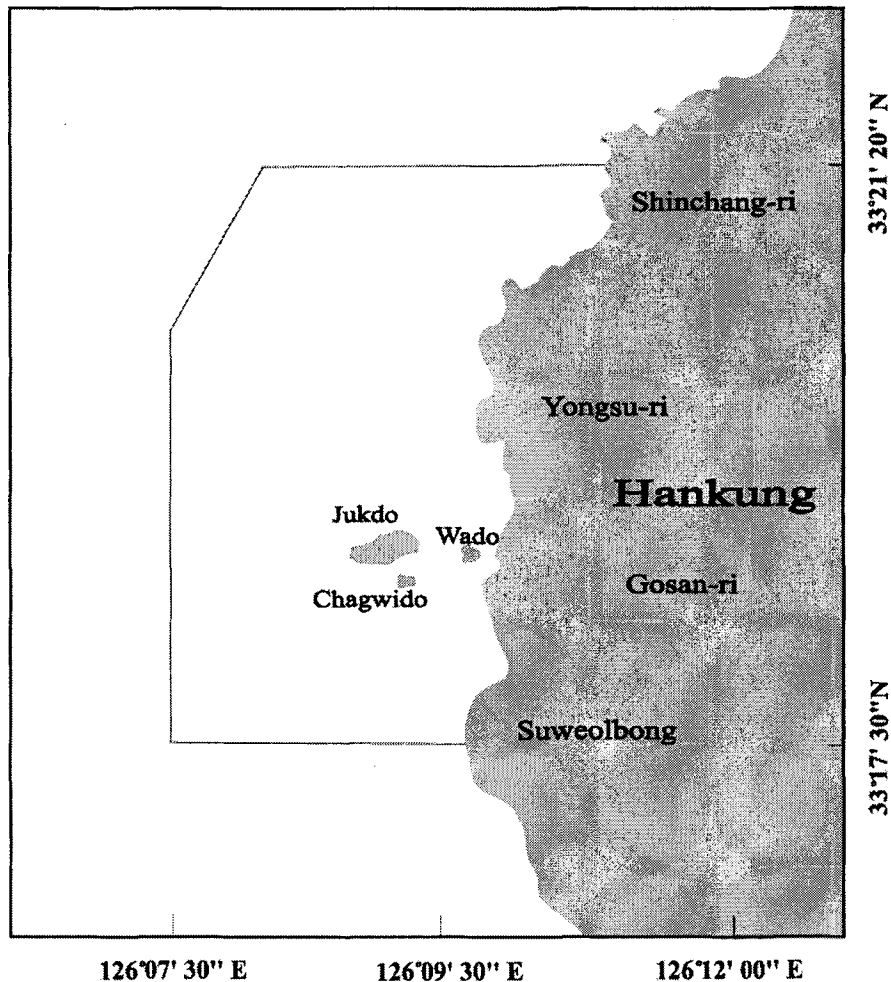 33°21' 20'' N
Shinchang-ri
Yongsu-ri
Hankung
Jukdo
Wado
Gosan-ri
Chagwido
Suweolbong
33°17' 30''N
126°07' 30'' E
126°09' 30'' E
126°12' 00'' E